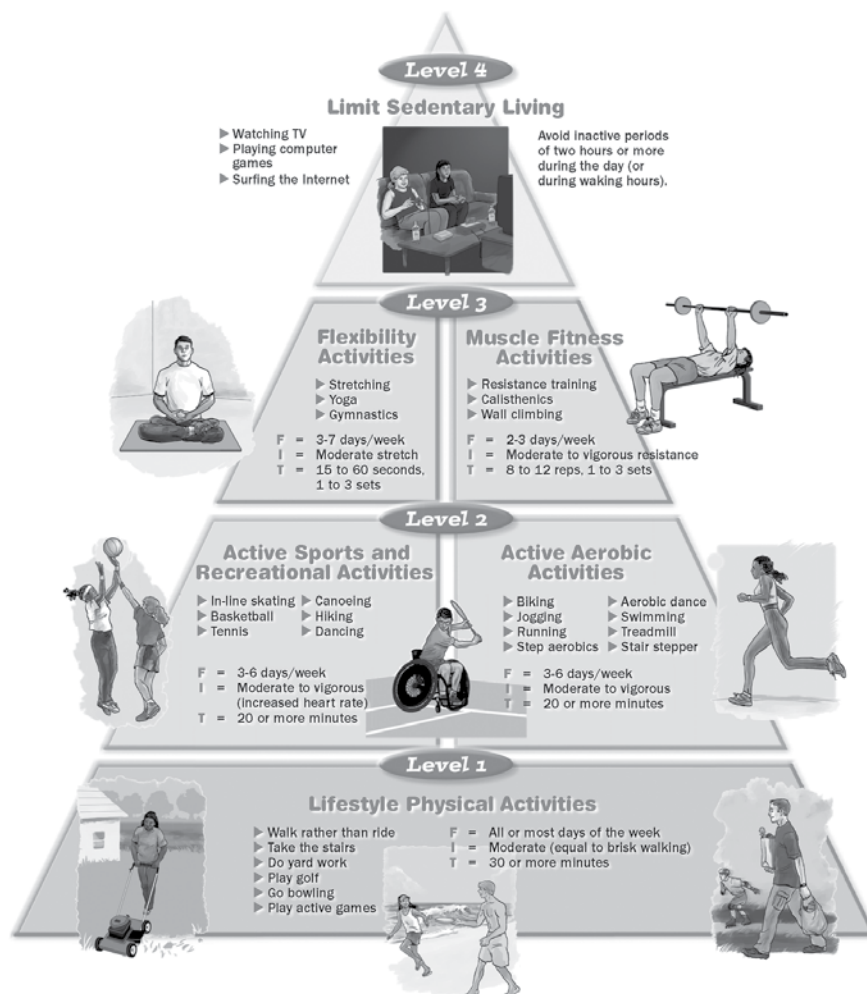 Level 4
Limit Sedentary Living
▶ Watching TV
▶ Playing computer
games
▶ Surfing the Internet
Avoid inactive periods
of two hours or more
during the day (or
during waking hours).
Level 3
Flexibility
Activities
▶ Stretching
▶ Yoga
▶ Gymnastics
F = 3-7 days/week
I = Moderate stretch
T = 15 to 60 seconds,
1 to 3 sets
Muscle Fitness
Activities
▶ Resistance training
▶ Calisthenics
▶ Wall climbing
F = 2-3 days/week
I = Moderate to vigorous resistance
T = 8 to 12 reps, 1 to 3 sets
Level 2
Active Sports and
Recreational Activities
▶ In-line skating ▶ Canoeing
▶ Basketball ▶ Hiking
▶ Tennis ▶ Dancing
F = 3-6 days/week
I = Moderate to vigorous
(increased heart rate)
T = 20 or more minutes
Active Aerobic
Activities
▶ Biking ▶ Aerobic dance
▶ Jogging ▶ Swimming
▶ Running ▶ Treadmill
▶ Step aerobics ▶ Stair stepper
F = 3-6 days/week
I = Moderate to vigorous
T = 20 or more minutes
Level 1
Lifestyle Physical Activities
▶ Walk rather than ride
▶ Take the stairs
▶ Do yard work
▶ Play golf
▶ Go bowling
▶ Play active games
F = All or most days of the week
I = Moderate (equal to brisk walking)
T = 30 or more minutes